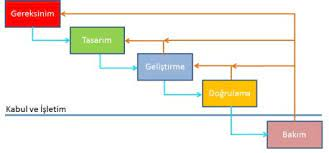 Gereksinim
Tasarım
Geliştirme
Doğrulama
Kabul ve İşletim
Bakım